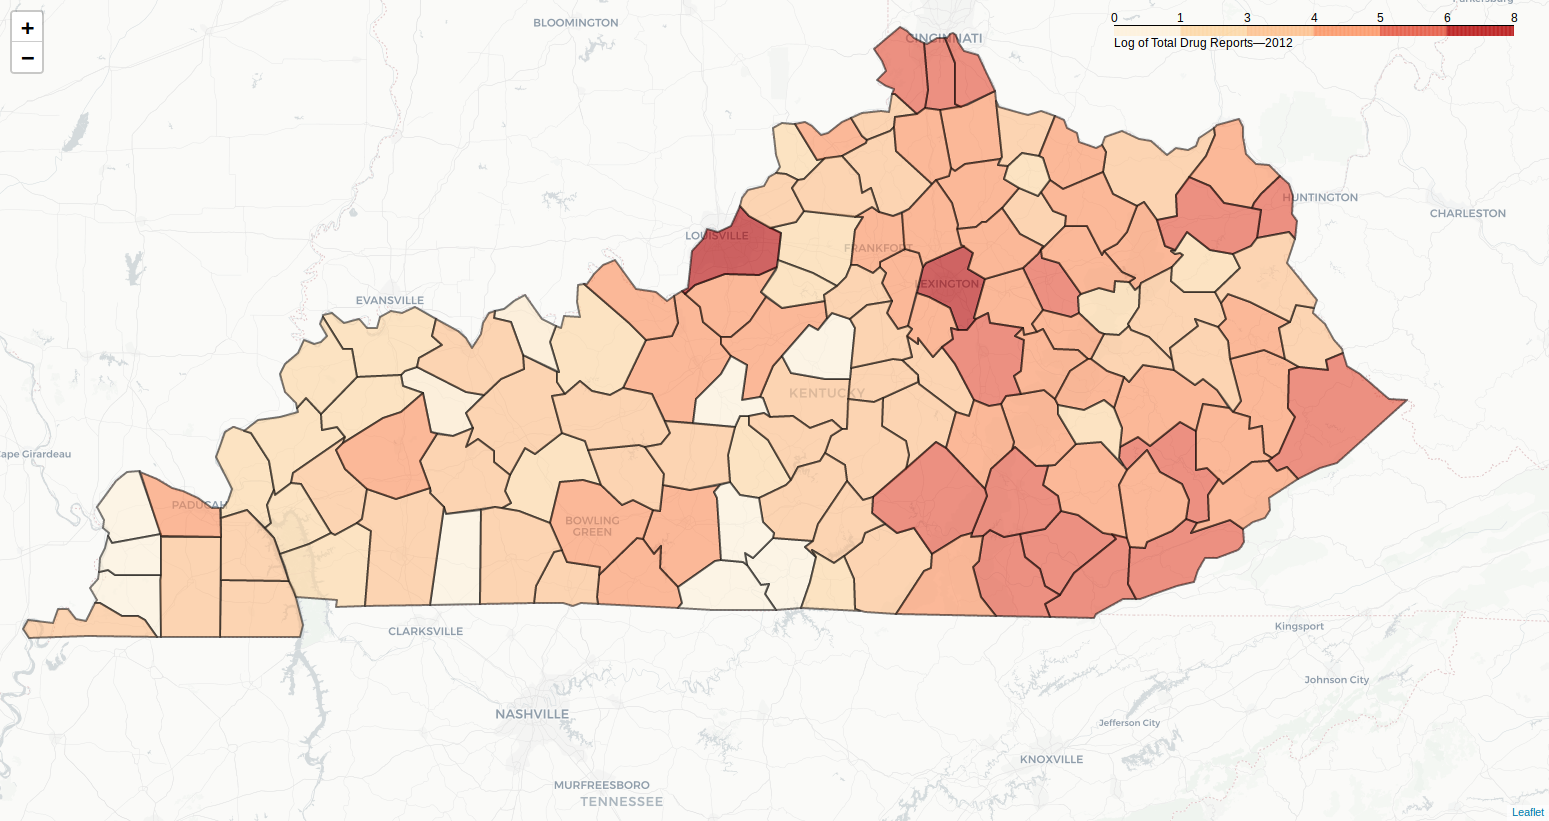 +
−
BLOOMINGTON
CINCINNATI
0 1 3 4 5 6 8
Log of Total Drug Reports—2012
HUNTINGTON
CHARLESTON
LOUISVILLE
FRANKFORT
LEXINGTON
EVANSVILLE
KENTUCKY
Cape Girardeau
PADUCAH
BOWLING
GREEN
CLARKSVILLE
Kingsport
Johnson City
NASHVILLE
Jefferson City
KNOXVILLE
MURFREESBORO
TENNESSEE
Leaflet